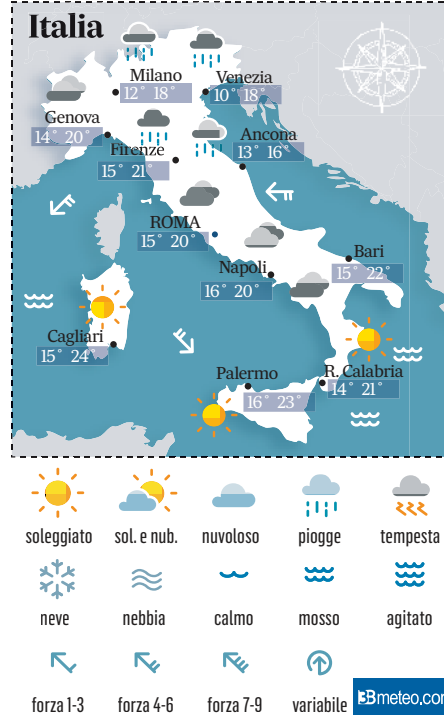 Italia
Milano
12° 18°
Venezia
10° 18°
Genova
14° 20°
Firenze
15° 21°
Ancona
13° 16°
ROMA
15° 20°
Napoli
16° 20°
Bari
15° 22°
Cagliari
15° 24°
Palermo
16° 23°
R. Calabria
14° 21°
soleggiato sol. e nub. nuvoloso piogge tempesta
neve nebbia calmo mosso agitato
forza 1-3 forza 4-6 forza 7-9 variabile
3Bmeteo.com